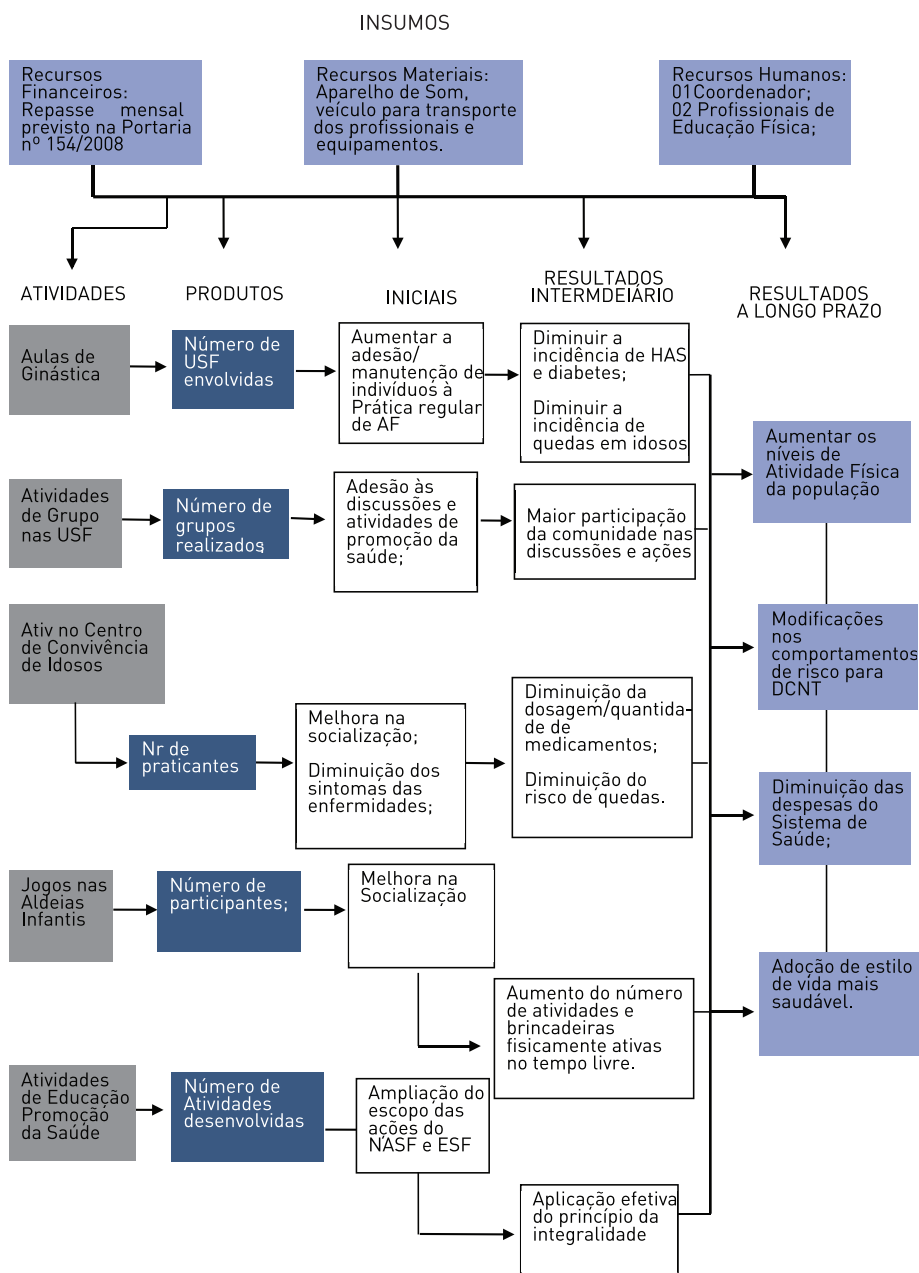 INSUMOS
Recursos
Financeiros:
Repasse mensal
previsto na Portaria
nº 154/2008
Recursos Materiais:
Aparelho de Som,
veículo para transporte
dos profissionais e
equipamentos.
Recursos Humanos:
01Coordenador;
02 Profissionais de
Educação Física;
ATIVIDADES
PRODUTOS
INICIAIS
RESULTADOS
INTERMDEIÁRIO
RESULTADOS
A LONGO PRAZO
Aulas de
Ginástica
Número de
USF
envolvidas
Aumentar a
adesão/
manutenção de
indivíduos à
Prática regular
de AF
Diminuir a
incidência de HAS
e diabetes;
Diminuir a
incidência de
quedas em idosos
Aumentar os
níveis de
Atividade Física
da população
Atividades
de Grupo
nas USF
Número de
grupos
realizados;
Adesão às
discussões e
atividades de
promoção da
saúde;
Maior participação
da comunidade nas
discussões e ações
Ativ no Centro
de Convivência
de Idosos
Nr de
praticantes
Melhora na
socialização;
Diminuição dos
sintomas das
enfermidades;
Diminuição da
dosagem/quantida-
de de
medicamentos;
Diminuição do
risco de quedas.
Modificações
nos
comportamentos
de risco para
DCNT
Diminuição das
despesas do
Sistema de
Saúde;
Jogos nas
Aldeias
Infantis
Número de
participantes;
Melhora na
Socialização
Aumento do número
de atividades e
brincadeiras
fisicamente ativas
no tempo livre.
Adoção de estilo
de vida mais
saudável.
Atividades
de Educação
Promoção
da Saúde
Número de
Atividades
desenvolvidas
Ampliação do
escopo das
ações do
NASF e ESF
Aplicação efetiva
do princípio da
integralidade